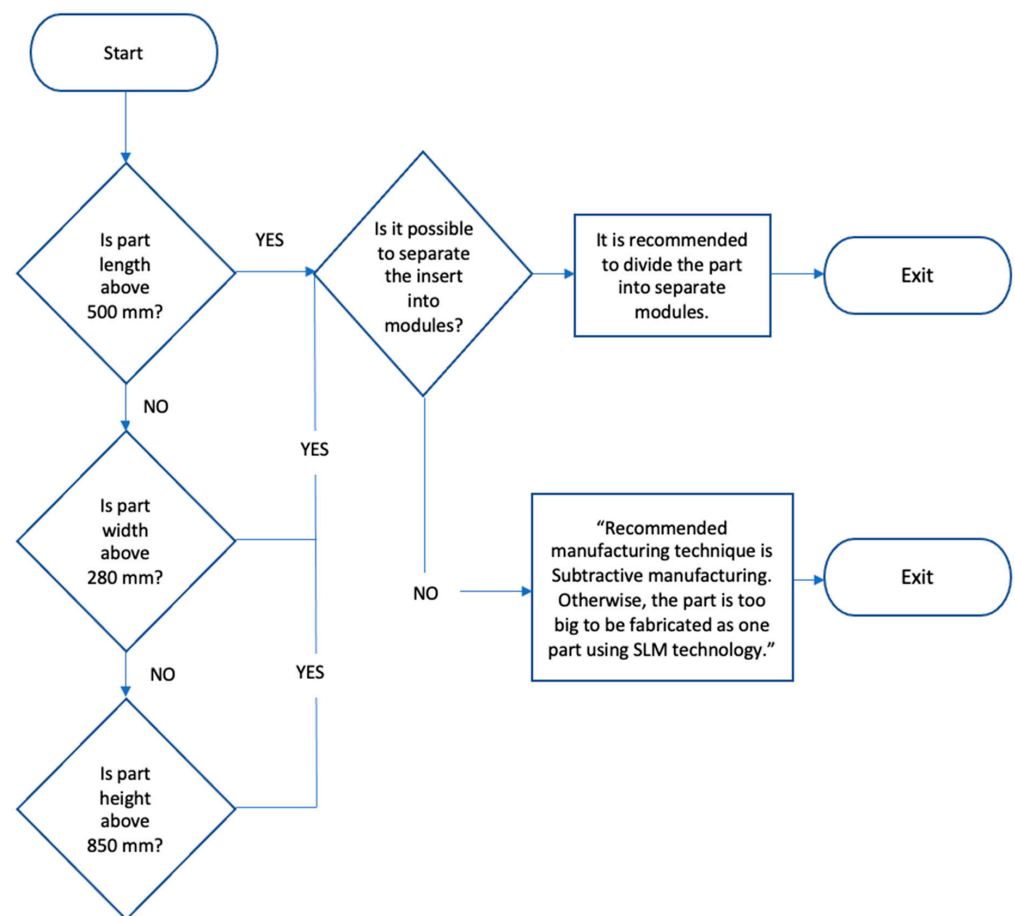 Start
Is part
length
above
500 mm?
YES
Is it possible
to separate
the insert
into
modules?
It is recommended
to divide the part
into separate
modules.
Exit
NO
YES
Is part
width
above
280 mm?
“Recommended
manufacturing technique is
Subtractive manufacturing.
Otherwise, the part is too
big to be fabricated as one
part using SLM technology.”
Exit
NO
NO
YES
Is part
height
above
850 mm?